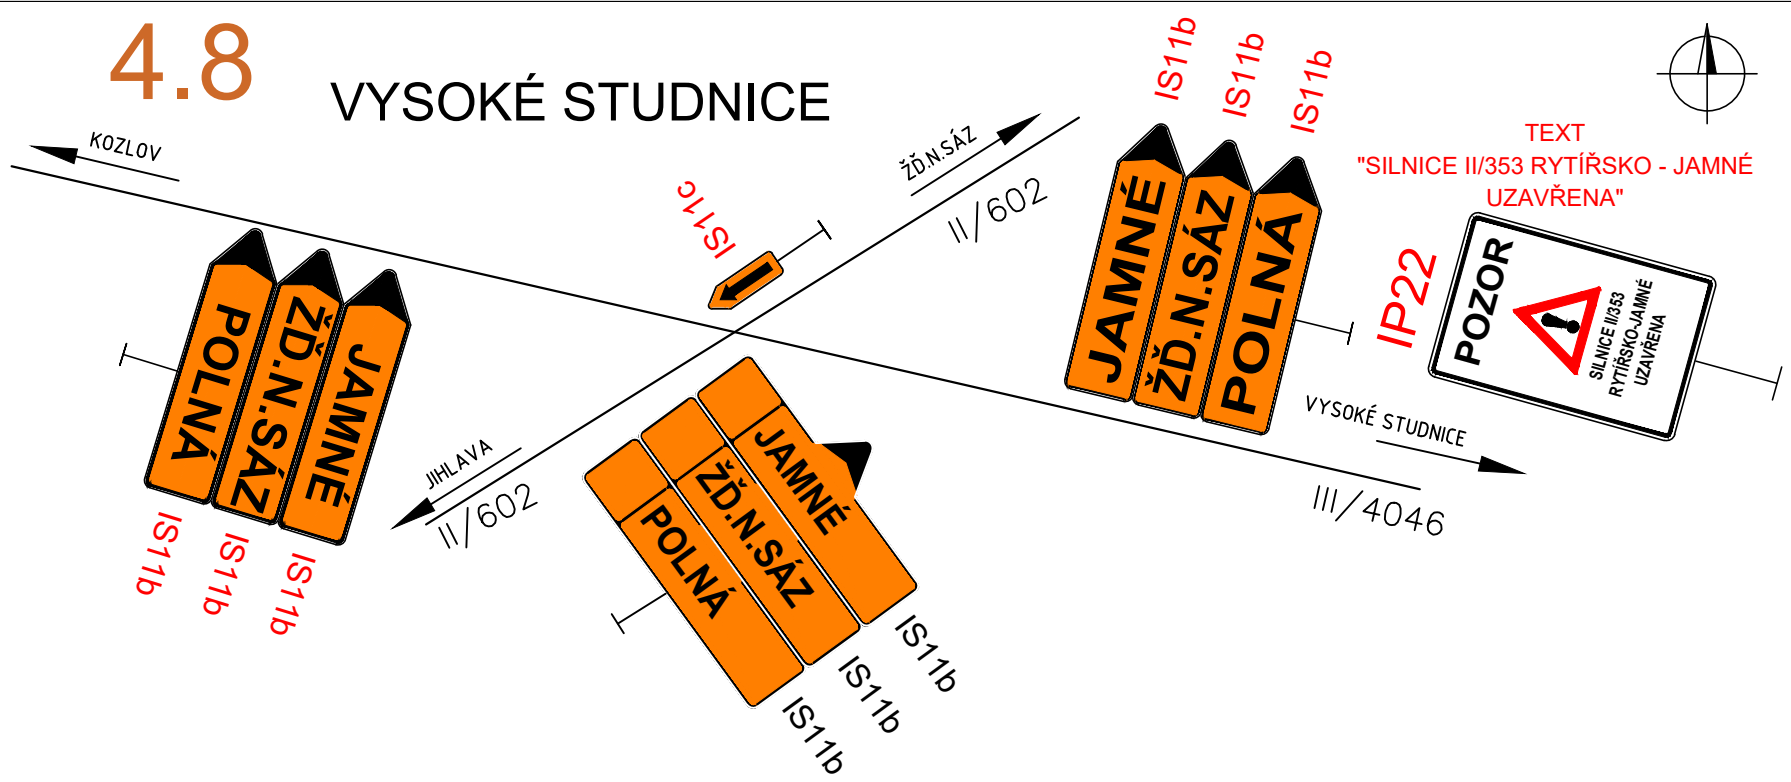 4.8
VYSOKÉ STUDNICE
KOZLOV
ŽĎ.N.SÁZ
II/602
IS11c
IS11b
IS11b
IS11b
JAMNÉ
ŽĎ.N.SÁZ
POLNÁ
TEXT
"SILNICE II/353 RYTÍŘSKO - JAMNÉ
UZAVŘENA"
IP22
POZOR
SILNICE II/353
RYTÍŘSKO-JAMNÉ
UZAVŘENA
VYSOKÉ STUDNICE
III/4046
POLNÁ
ŽĎ.N.SÁZ
JAMNÉ
IS11b
IS11b
IS11b
JIHLAVA
II/602
JAMNÉ
ŽĎ.N.SÁZ
POLNÁ
IS11b
IS11b
IS11b